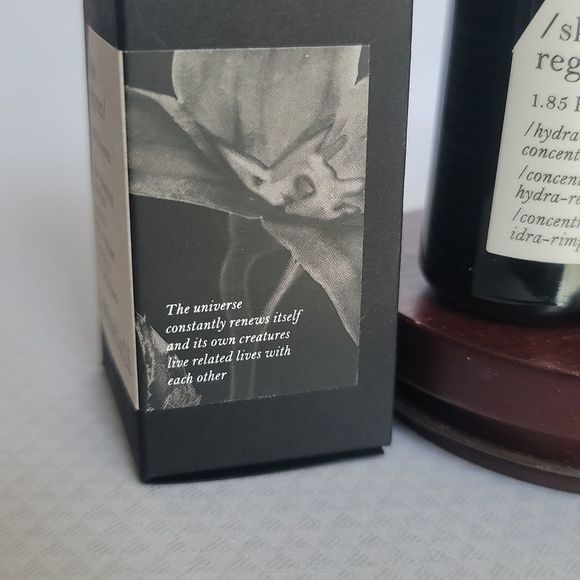 The universe
constantly renews itself
and its own creatures
live related lives with
each other
/sk
reg
1.85
/hydra
concent
/concent
hydra-re
/concentr
idra-rimp